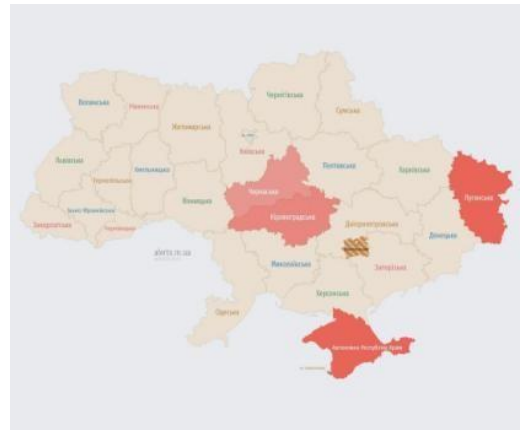 Чернігівська
Волинська
Рівненська
Сумська
Житомирська
Київська
Львівська
Тернопільська
Хмельницька
Полтавська
Харківська
Черкаська
Луганська
Вінницька
Івано-Франківська
Кіровоградська
Дніпропетровська
Закарпатська
Чернівецька
Донецька
alerts.in.ua
Миколаївська
Запорізька
Херсонська
Одеська
Автономна Республіка Крим